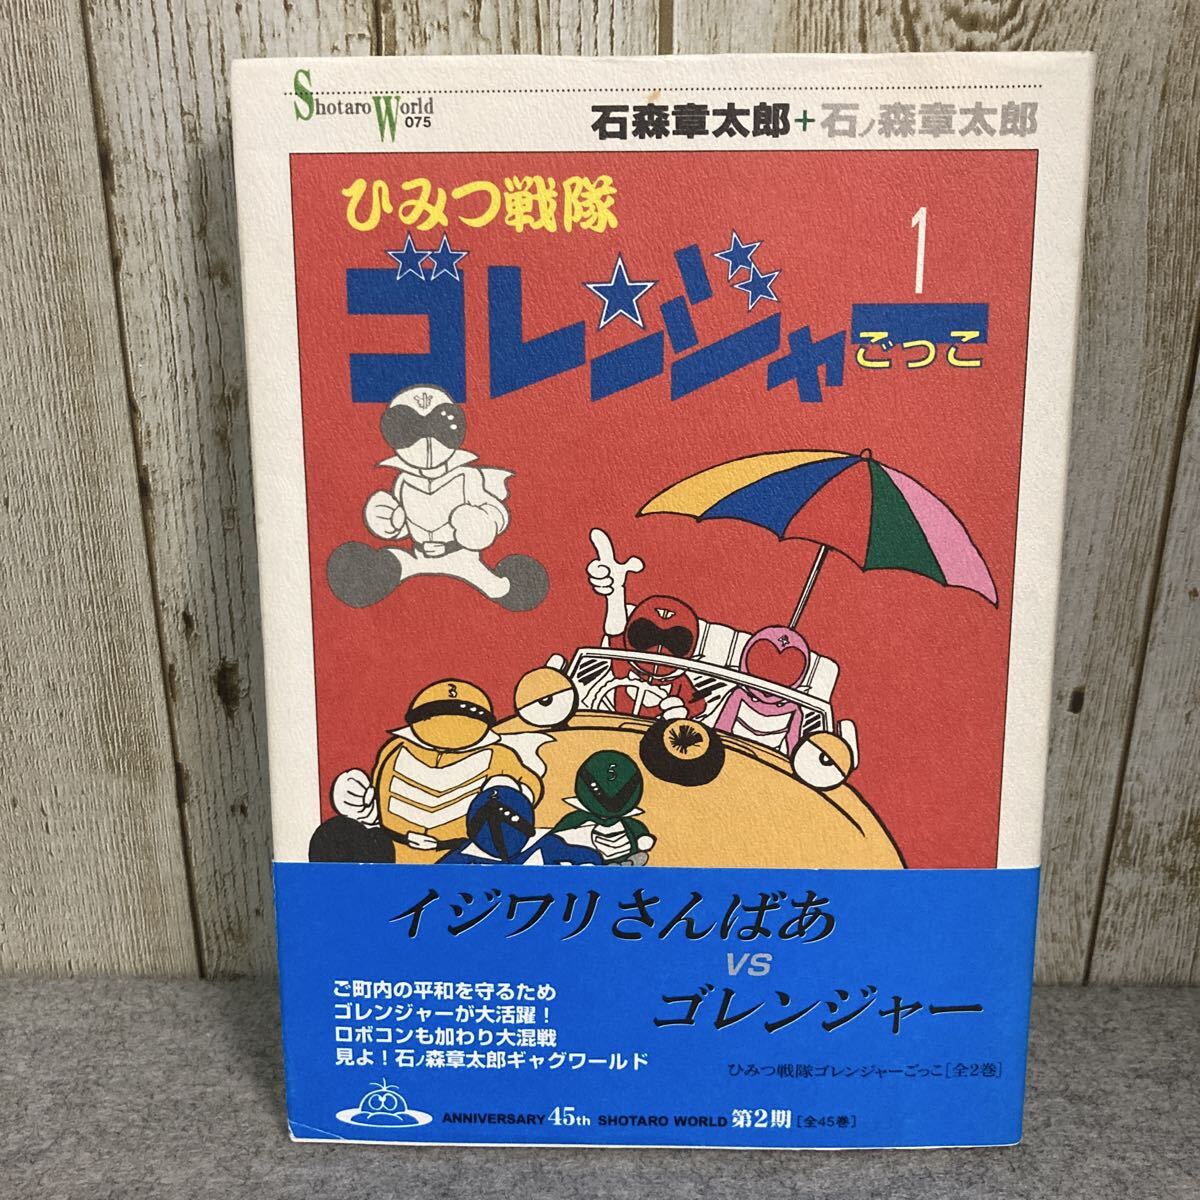 Shotaro World
075
石森章太郎+石ノ森章太郎
ひみつ戦隊
ゴレンジャー
ごっこ
1
3
5
2
イジワリさんばあ
VS
ゴレンジャー
ご町内の平和を守るため
ゴレンジャーが大活躍！
ロボコンも加わり大混戦
見よ！石ノ森章太郎ギャグワールド
ひみつ戦隊ゴレンジャーごっこ[全2巻]
ANNIVERSARY 45th SHOTARO WORLD 第2期[全45巻]